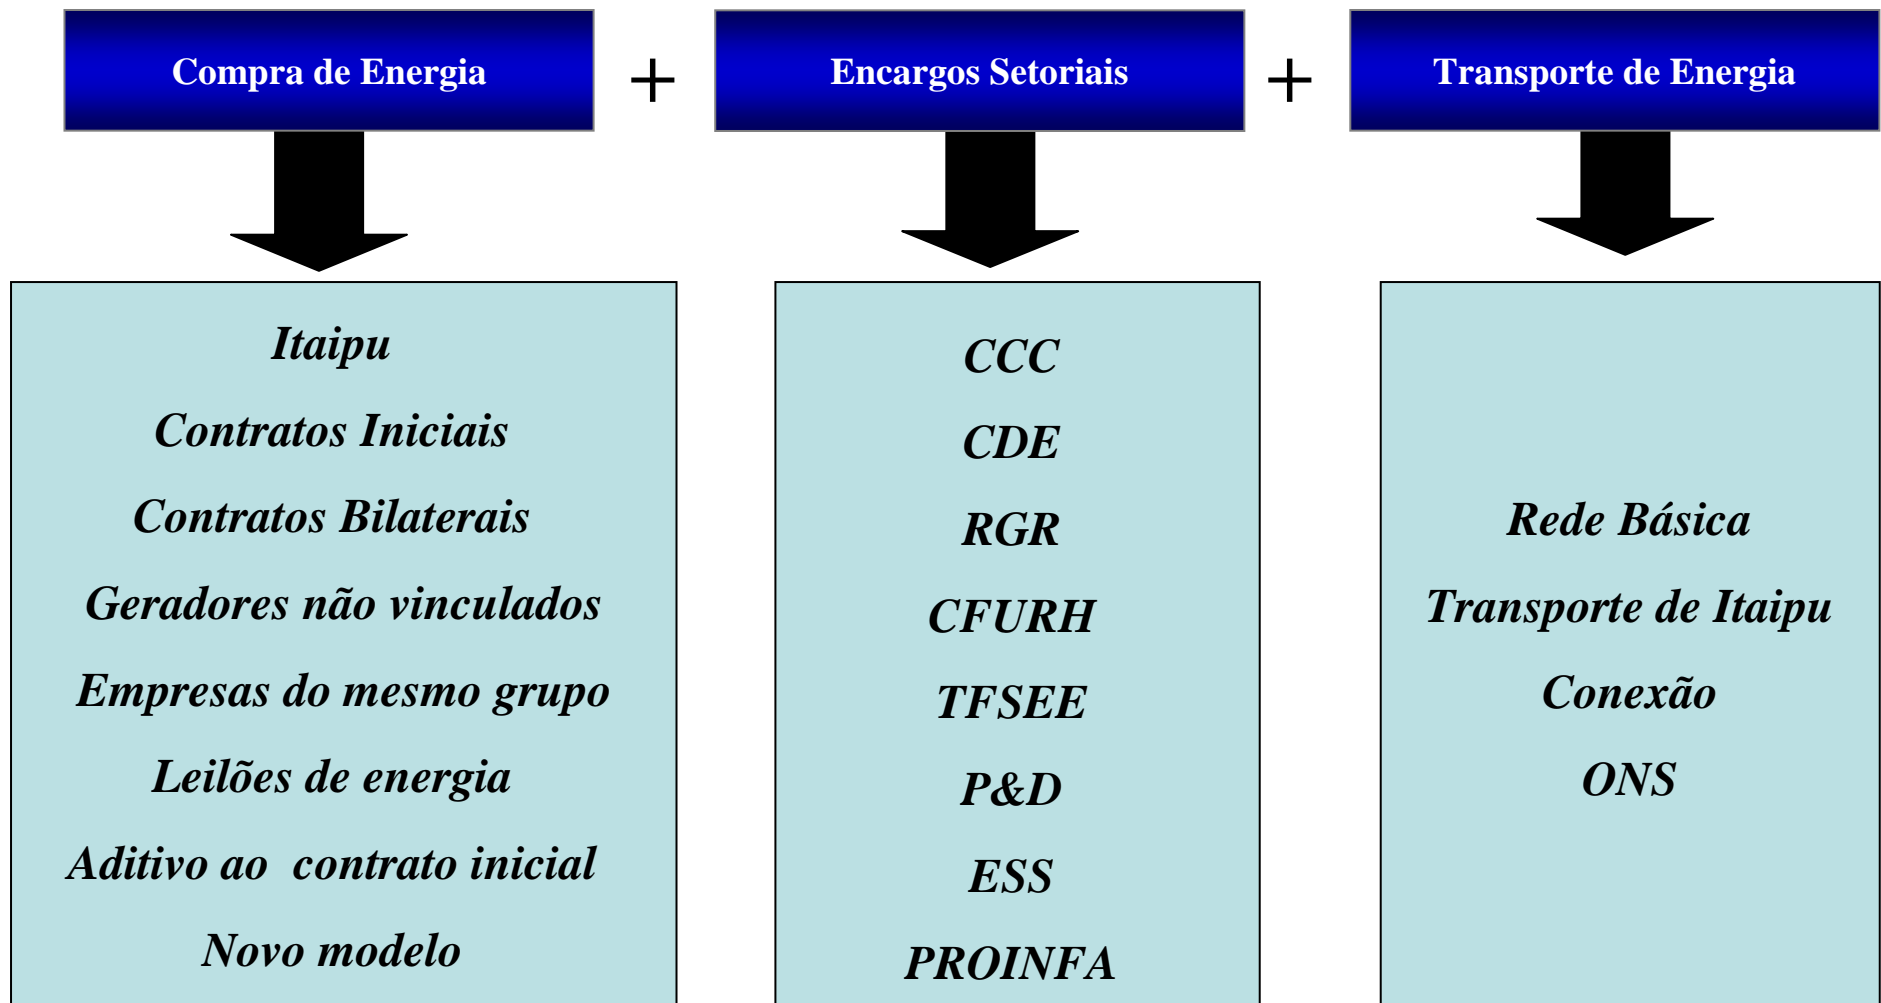 Compra de Energia + Encargos Setoriais + Transporte de Energia
Itaipu
Contratos Iniciais
Contratos Bilaterais
Geradores não vinculados
Empresas do mesmo grupo
Leilões de energia
Aditivo ao contrato inicial
Novo modelo
CCC
CDE
RGR
CFURH
TFSEE
P&D
ESS
PROINFA
Rede Básica
Transporte de Itaipu
Conexão
ONS